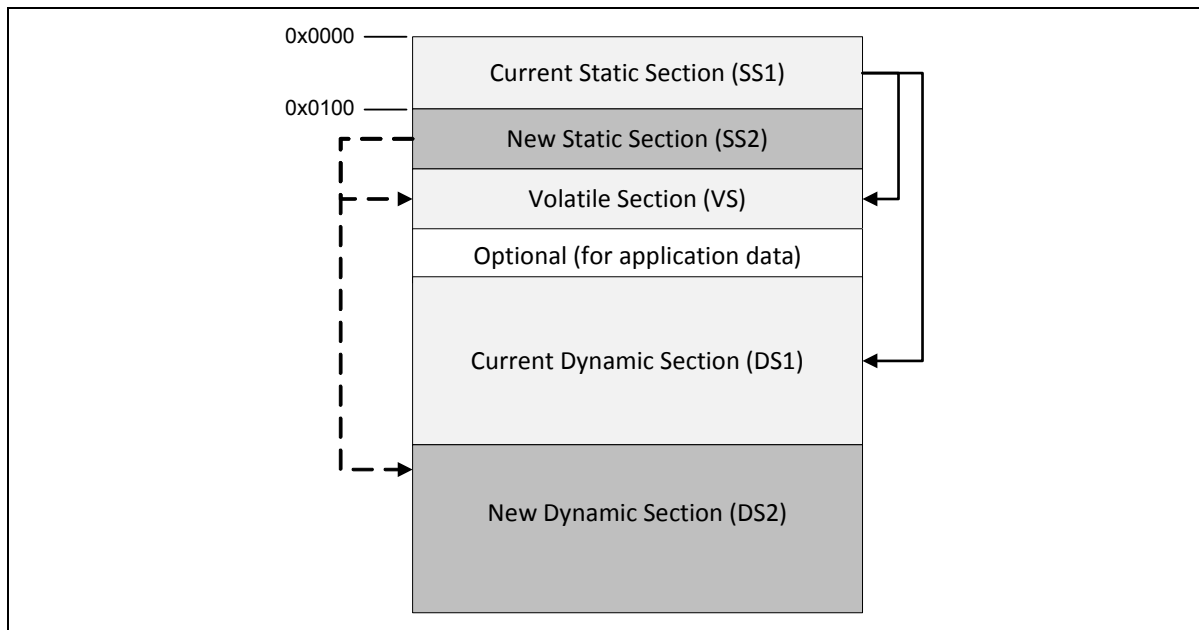 0x0000
Current Static Section (SS1)
0x0100
New Static Section (SS2)
Volatile Section (VS)
Optional (for application data)
Current Dynamic Section (DS1)
New Dynamic Section (DS2)